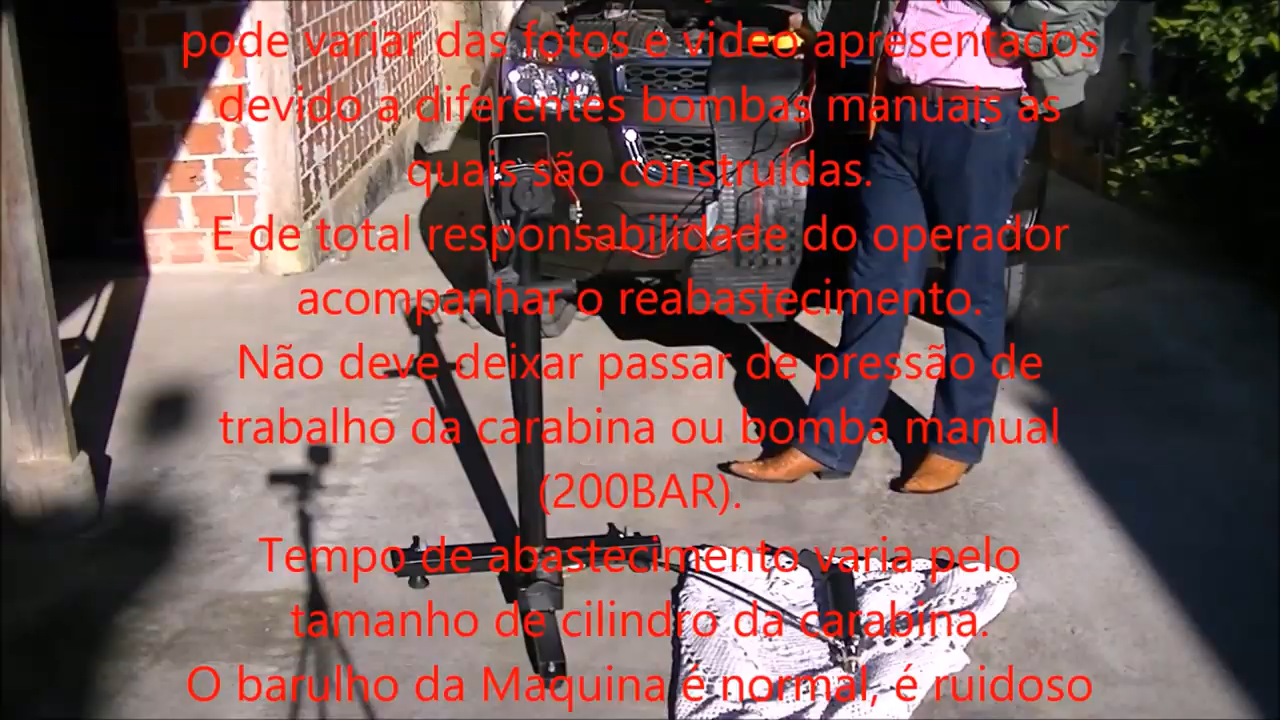 pode variar das fotos e video apresentados
devido a diferentes bombas manuais as
quais são construídas.
E de total responsabilidade do operador
acompanhar o reabastecimento.
Não deve deixar passar de pressão de
trabalho da carabina ou bomba manual
(200BAR).
Tempo de abastecimento varia pelo
tamanho de cilindro da carabina.
O barulho da Maquina é normal, é ruidoso